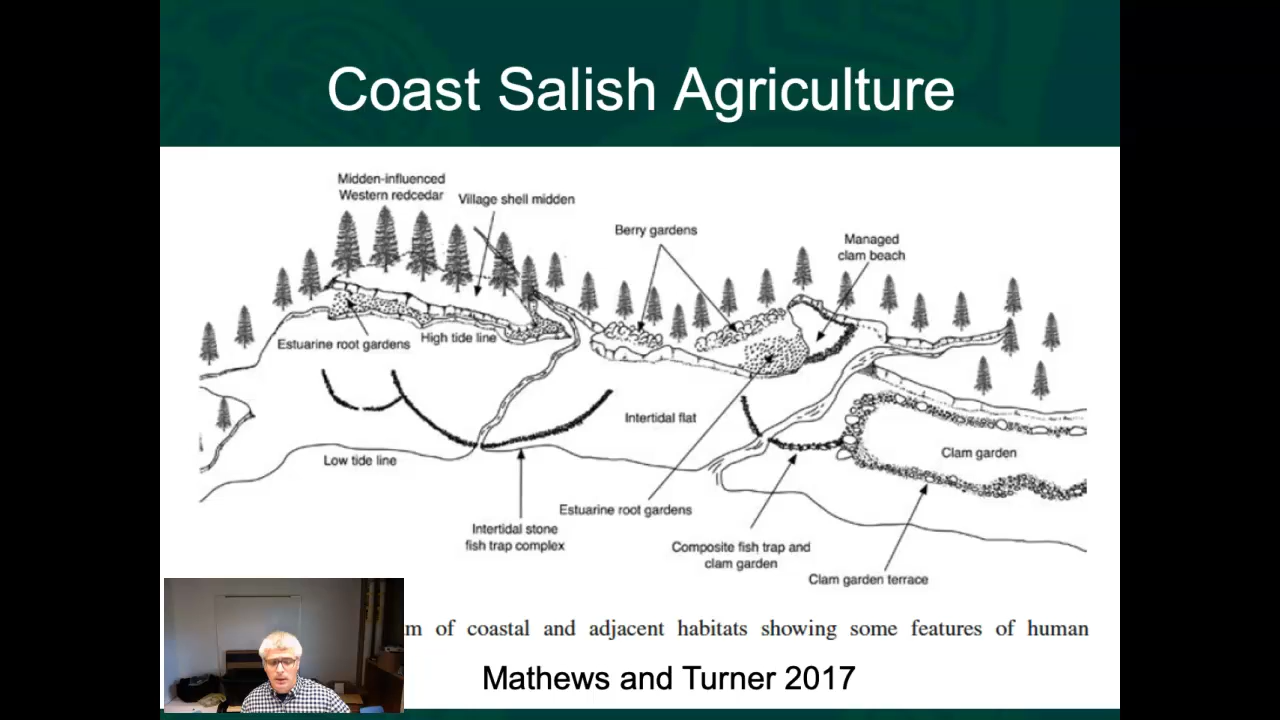 Coast Salish Agriculture
Midden-influenced
Western redcedar
Village shell midden
Berry gardens
Managed
clam beach
Estuarine root gardens
High tide line
Intertidal flat
Low tide line
Clam garden
Estuarine root gardens
Intertidal stone
fish trap complex
Composite fish trap and
clam garden
Clam garden terrace
of coastal and adjacent habitats showing some features of human
Mathews and Turner 2017